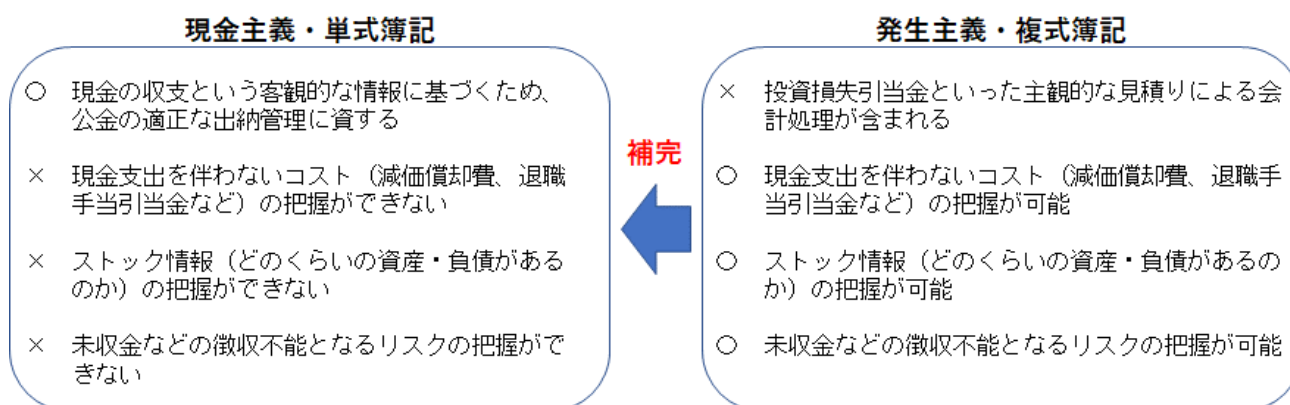 現金主義・単式簿記
○ 現金の収支という客観的な情報に基づくため、
公金の適正な出納管理に資する
× 現金支出を伴わないコスト（減価償却費、退職
手当引当金など）の把握ができない
× ストック情報（どのくらいの資産・負債がある
のか）の把握ができない
× 未収金などの徴収不能となるリスクの把握がで
きない
補完
発生主義・複式簿記
× 投資損失引当金といった主観的な見積りによる会
計処理が含まれる
○ 現金支出を伴わないコスト（減価償却費、退職手
当引当金など）の把握が可能
○ ストック情報（どのくらいの資産・負債があるの
か）の把握が可能
○ 未収金などの徴収不能となるリスクの把握が可能